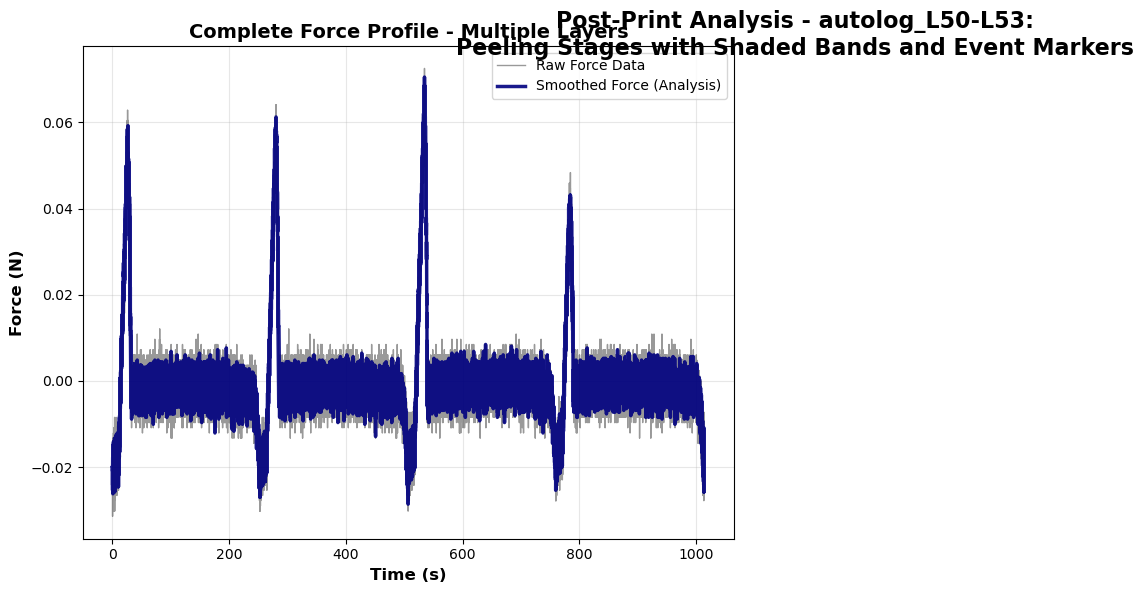 Post-Print Analysis - autolog_L50-L53:
Peeling Stages with Shaded Bands and Event Markers
Complete Force Profile - Multiple Layers
Raw Force Data
Smoothed Force (Analysis)
Force (N)
0.06
0.04
0.02
0.00
−0.02
0 200 400 600 800 1000
Time (s)